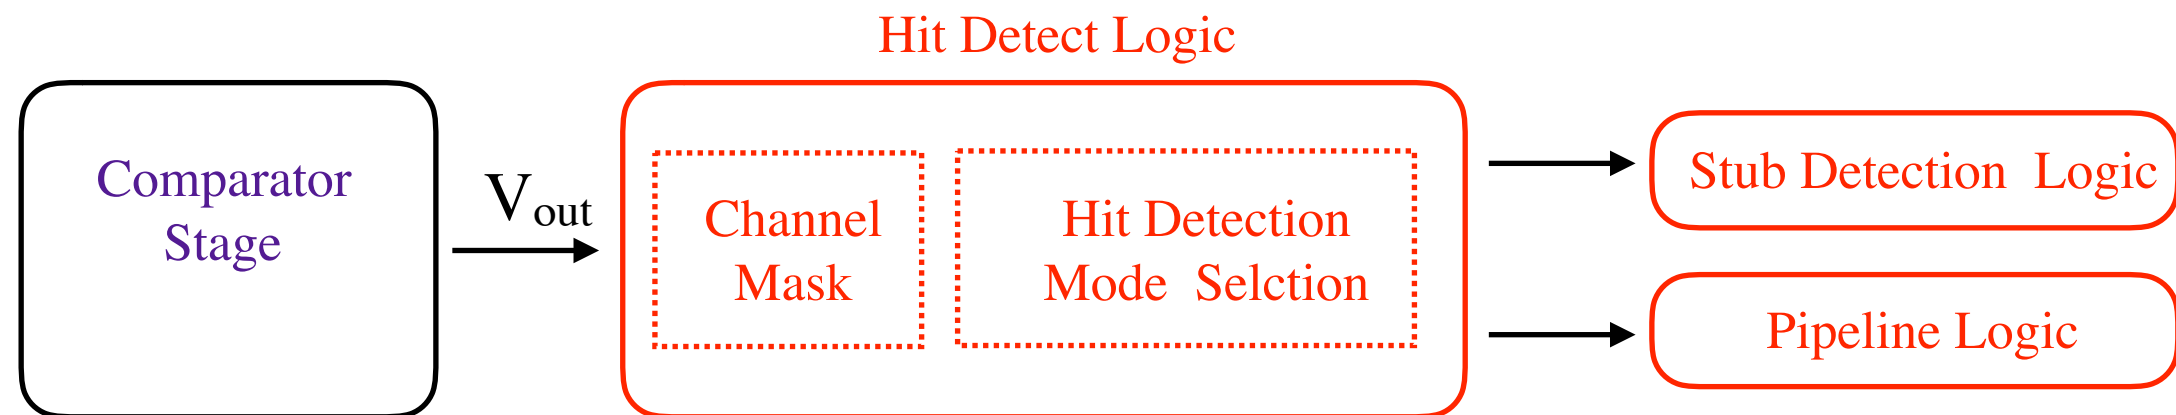 Hit Detect Logic
Comparator
Stage
Vout
Channel
Mask
Hit Detection
Mode Selction
Stub Detection Logic
Pipeline Logic